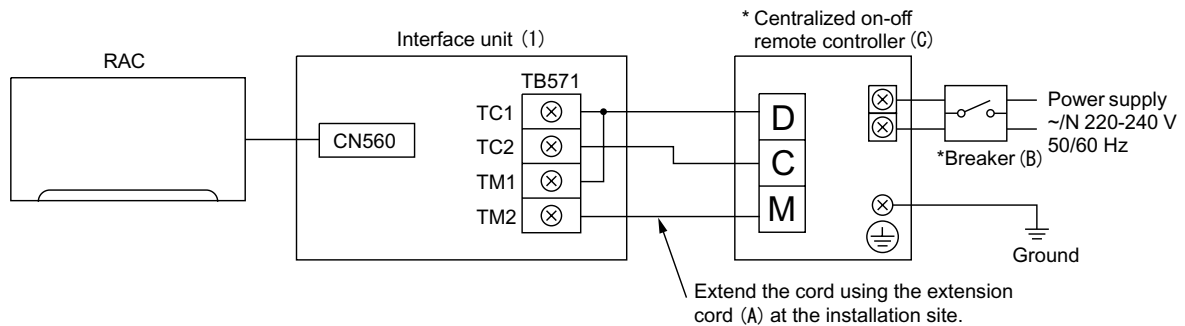 RAC
Interface unit (1)
* Centralized on-off
remote controller (C)
CN560
TB571
TC1
TC2
TM1
TM2
D
C
M
Power supply
~/N 220-240 V
50/60 Hz
*Breaker (B)
Ground
Extend the cord using the extension
cord (A) at the installation site.